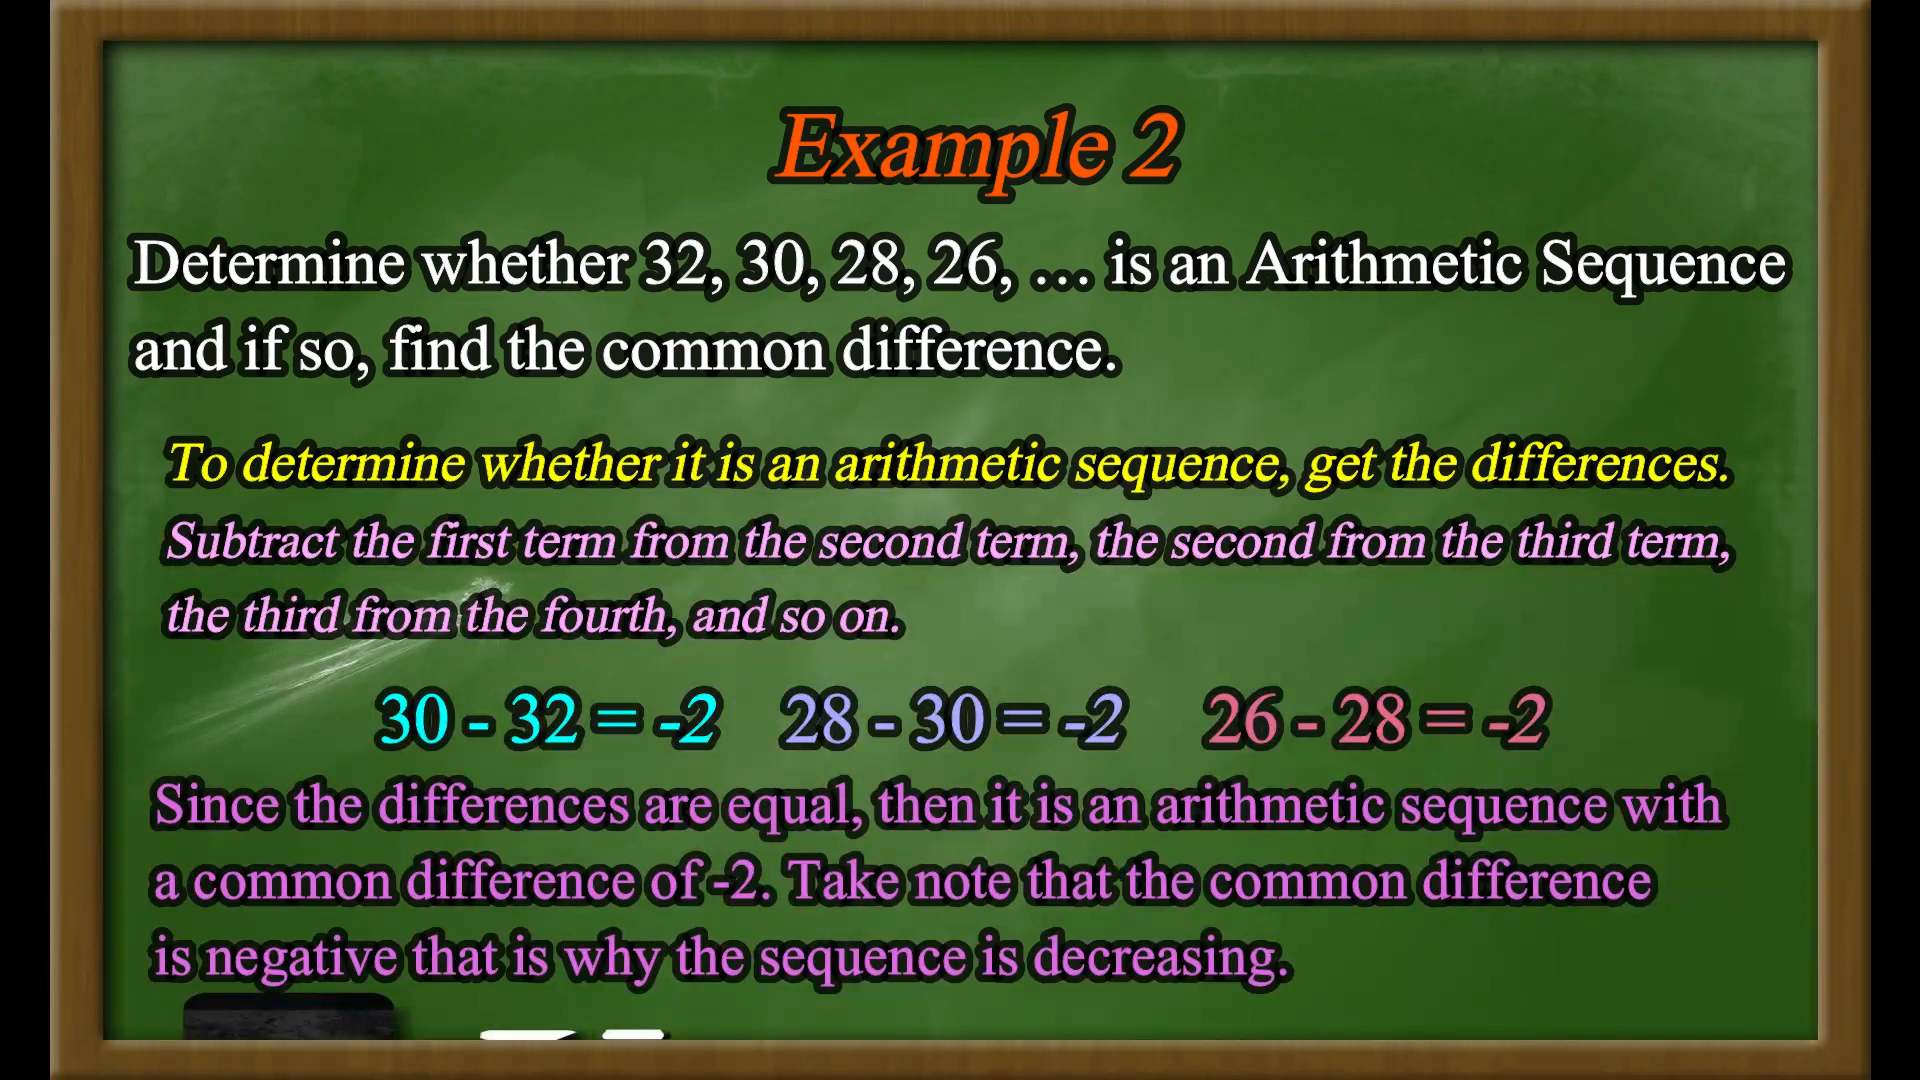 Example 2
Determine whether 32, 30, 28, 26, … is an Arithmetic Sequence
and if so, find the common difference.
To determine whether it is an arithmetic sequence, get the differences.
Subtract the first term from the second term, the second from the third term,
the third from the fourth, and so on.
30 - 32 = -2 28 - 30 = -2 26 - 28 = -2
Since the differences are equal, then it is an arithmetic sequence with
a common difference of -2. Take note that the common difference
is negative that is why the sequence is decreasing.